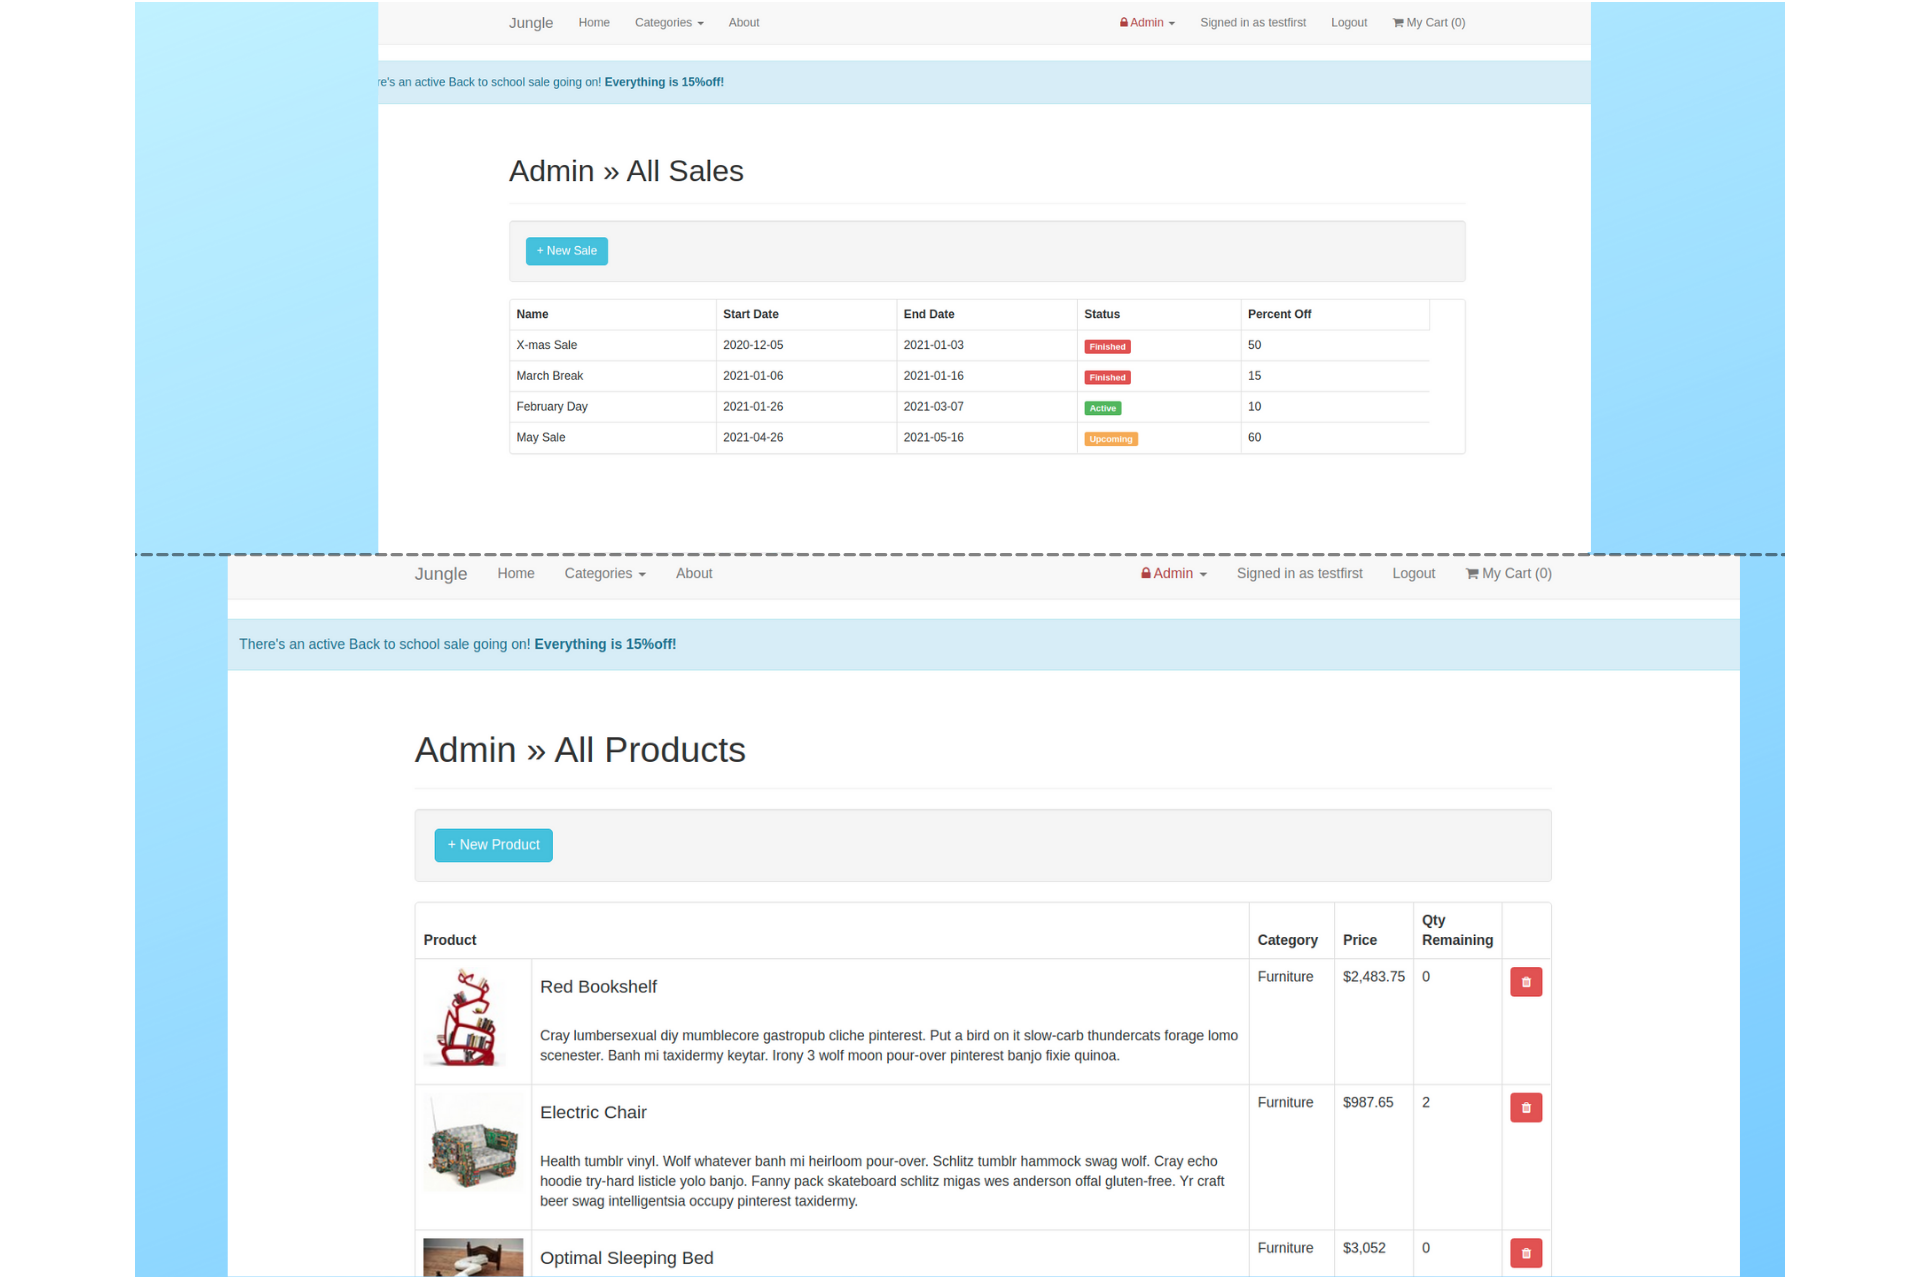 Jungle Home Categories About Admin Signed in as testfirst Logout My Cart (0)
re's an active Back to school sale going on! Everything is 15%off!
Admin » All Sales
+ New Sale
Name Start Date End Date Status Percent Off
X-mas Sale 2020-12-05 2021-01-03 Finished 50
March Break 2021-01-06 2021-01-16 Finished 15
February Day 2021-01-26 2021-03-07 Active 10
May Sale 2021-04-26 2021-05-16 Upcoming 60
Jungle Home Categories About Admin Signed in as testfirst Logout My Cart (0)
There's an active Back to school sale going on! Everything is 15%off!
Admin » All Products
+ New Product
Product Category Price Qty Remaining
Red Bookshelf Furniture $2,483.75 0
Cray lumbersexual diy mumblecore gastropub cliche pinterest. Put a bird on it slow-carb thundercats forage lomo
scenester. Banh mi taxidermy keytar. Irony 3 wolf moon pour-over pinterest banjo fixie quinoa.
Electric Chair Furniture $987.65 2
Health tumblr vinyl. Wolf whatever banh mi heirloom pour-over. Schlitz tumblr hammock swag wolf. Cray echo
hoodie try-hard listicle yolo banjo. Fanny pack skateboard schlitz migas wes anderson offal gluten-free. Yr craft
beer swag intelligentsia occupy pinterest taxidermy.
Optimal Sleeping Bed Furniture $3,052 0